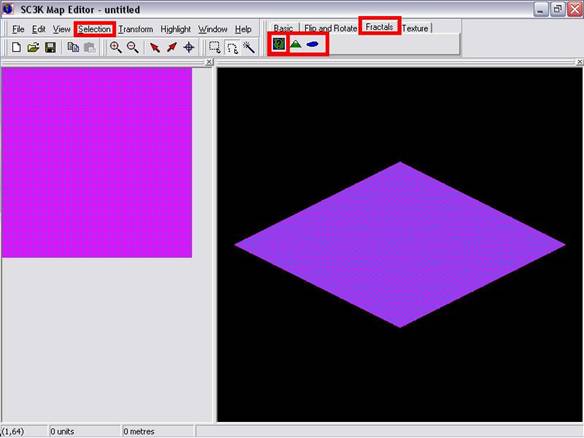 SC3K Map Editor - untitled
File Edit View Selection Transform Highlight Window Help
Basic Flip and Rotate Fractals Texture
(1,64) 0 units 0 metres